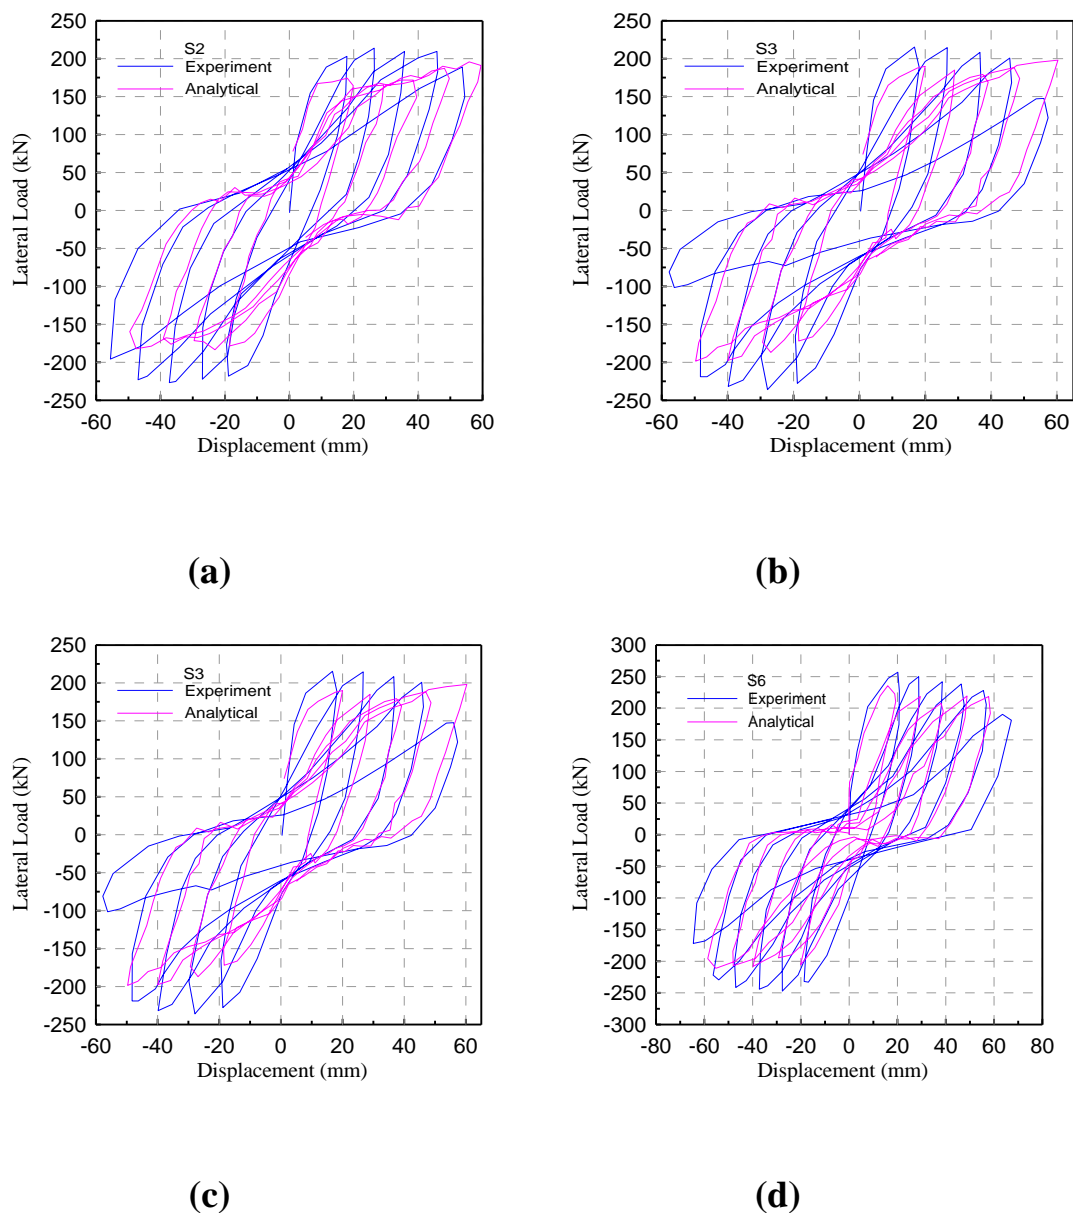 S2
Experiment
Analytical
250
200
150
100
50
0
-50
-100
-150
-200
-250
Lateral Load (kN)
-60 -40 -20 0 20 40 60
Displacement (mm)
(a)
S3
Experiment
Analytical
250
200
150
100
50
0
-50
-100
-150
-200
-250
Lateral Load (kN)
-60 -40 -20 0 20 40 60
Displacement (mm)
(b)
S3
Experiment
Analytical
250
200
150
100
50
0
-50
-100
-150
-200
-250
Lateral Load (kN)
-60 -40 -20 0 20 40 60
Displacement (mm)
(c)
S6
Experiment
Analytical
300
250
200
150
100
50
0
-50
-100
-150
-200
-250
-300
Lateral Load (kN)
-80 -60 -40 -20 0 20 40 60 80
Displacement (mm)
(d)